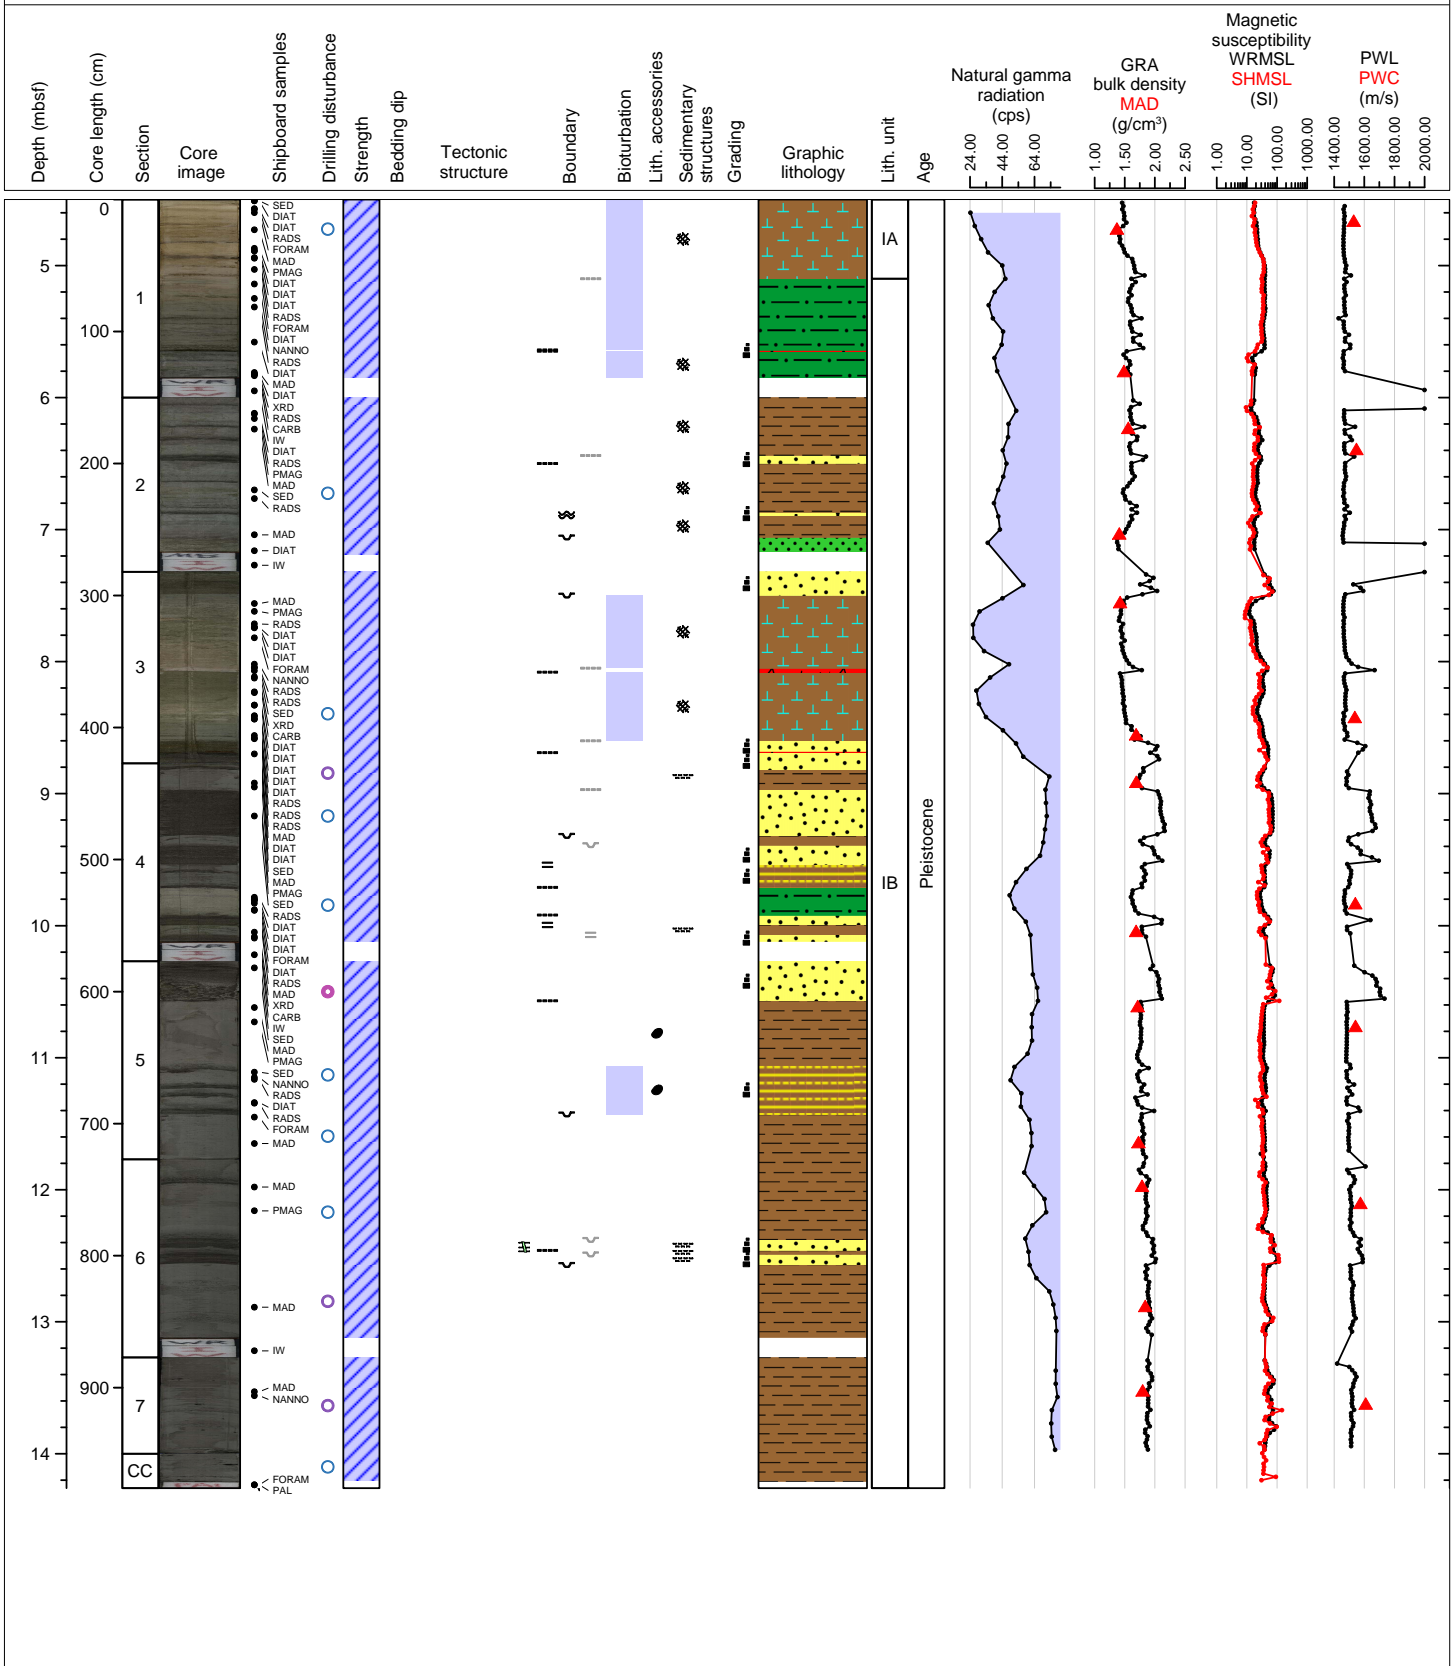 Depth (mbsf)
Core length (cm)
Section
Core
image
Shipboard samples
Drilling disturbance
Strength
Bedding dip
Tectonic
structure
Boundary
Bioturbation
Lith. accessories
Sedimentary
structures
Grading
Graphic
lithology
Lith. unit
Age
Natural gamma
radiation
(cps)
24.00
44.00
64.00
GRA
bulk density
MAD
(g/cm³)
1.00
1.50
2.00
2.50
Magnetic
susceptibility
WRMSL
SHMSL
(SI)
1.00
10.00
100.00
1000.00
PWL
PWC
(m/s)
1400.00
1600.00
1800.00
2000.00
5
6
7
8
9
10
11
12
13
14
0
100
200
300
400
500
600
700
800
900
1
2
3
4
5
6
7
CC
SED
DIAT
RADS
FORAM
MAD
PMAG
DIAT
DIAT
DIAT
RADS
FORAM
DIAT
NANNO
RADS
DIAT
MAD
DIAT
XRD
RADS
CARB
IW
DIAT
RADS
PMAG
MAD
SED
RADS
MAD
DIAT
IW
MAD
PMAG
RADS
DIAT
DIAT
DIAT
FORAM
NANNO
RADS
RADS
SED
XRD
CARB
DIAT
DIAT
DIAT
DIAT
DIAT
RADS
RADS
RADS
MAD
DIAT
DIAT
SED
MAD
PMAG
SED
RADS
DIAT
DIAT
DIAT
FORAM
DIAT
RADS
MAD
XRD
CARB
IW
SED
MAD
PMAG
SED
NANNO
RADS
DIAT
RADS
FORAM
MAD
MAD
PMAG
MAD
IW
MAD
NANNO
FORAM
PAL
IA
IB
Pleistocene